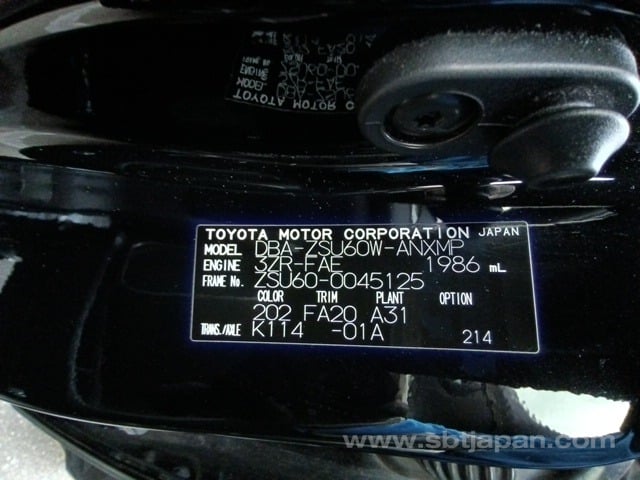 TOYOTA MOTOR CORPORATION JAPAN
MODEL DBA-ZSU60W-ANXMP
ENGINE 3ZR-FAE 1986 mL
FRAME No. ZSU60-0045125
COLOR TRIM PLANT OPTION
202 FA20 A31
TRANS./AXLE K114 -01A 214
www.sbtjapan.com